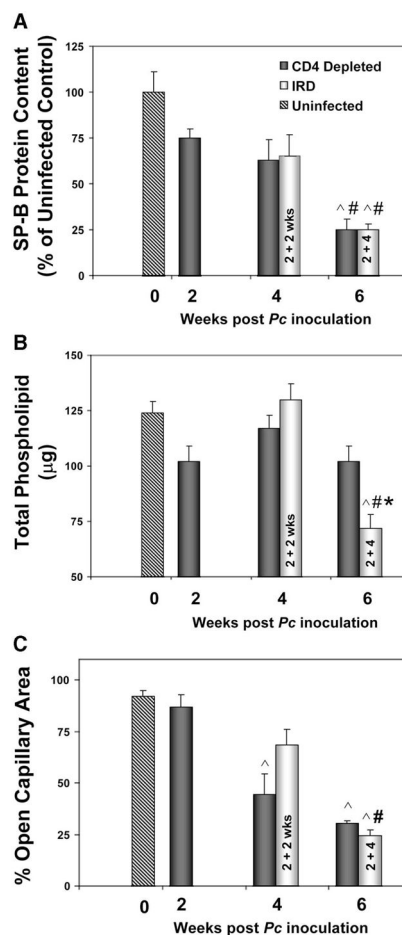 A
SP-B Protein Content
(% of Uninfected Control)
125
100
75
50
25
0
CD4 Depleted
IRD
Uninfected
2 + 2 wks
^ # ^ #
2 + 4
0 2 4 6
Weeks post Pc inoculation
B
Total Phospholipid
(µg)
150
125
100
75
50
2 + 2 wks
^#*
2 + 4
0 2 4 6
Weeks post Pc inoculation
C
% Open Capillary Area
100
75
50
25
0
^
2 + 2 wks
^ ^ #
2 + 4
0 2 4 6
Weeks post Pc inoculation